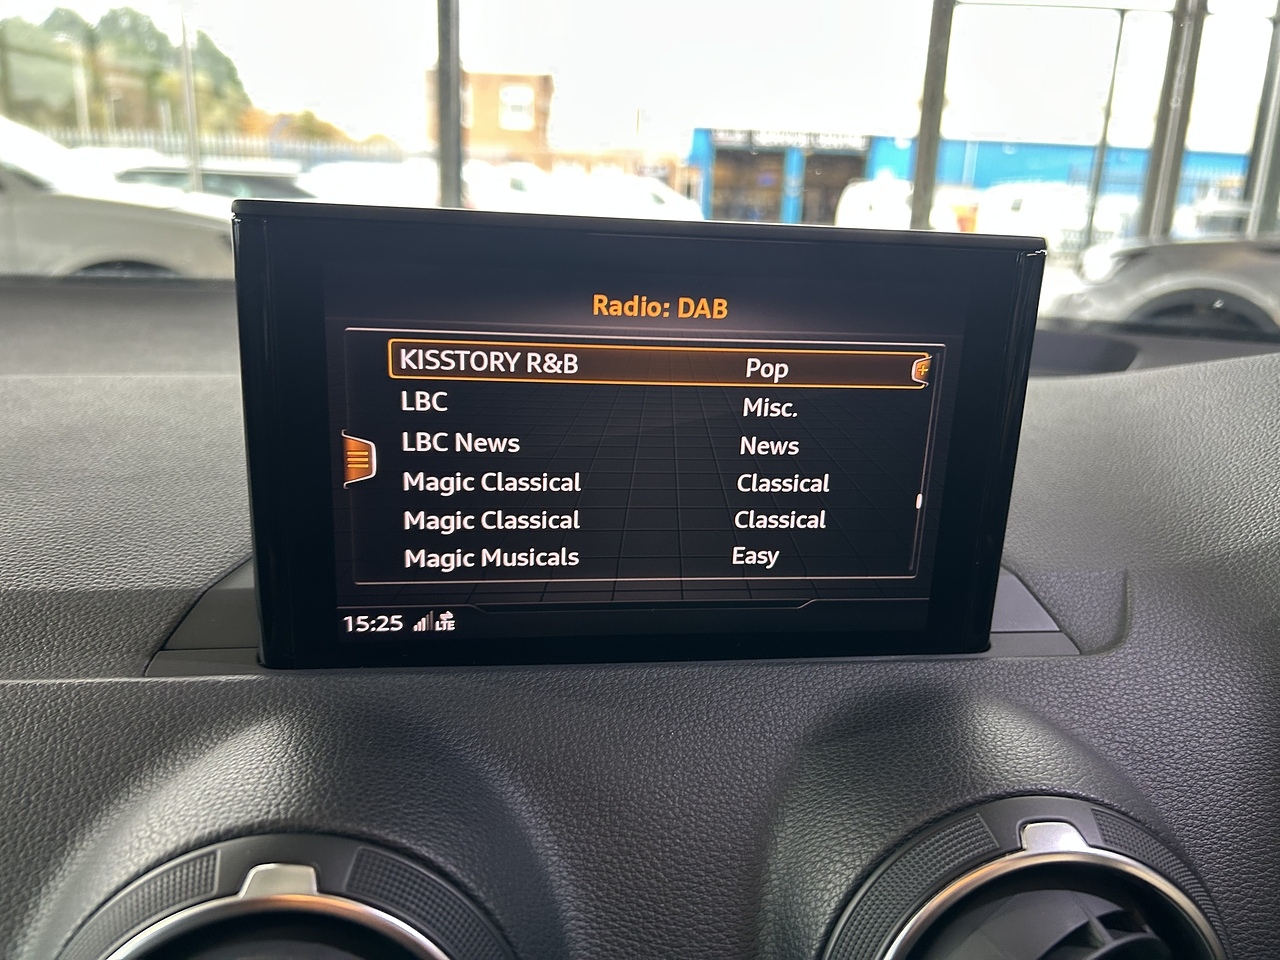 Radio: DAB
KISSTORY R&B Pop
LBC Misc.
LBC News News
Magic Classical Classical
Magic Classical Classical
Magic Musicals Easy
15:25 LTE